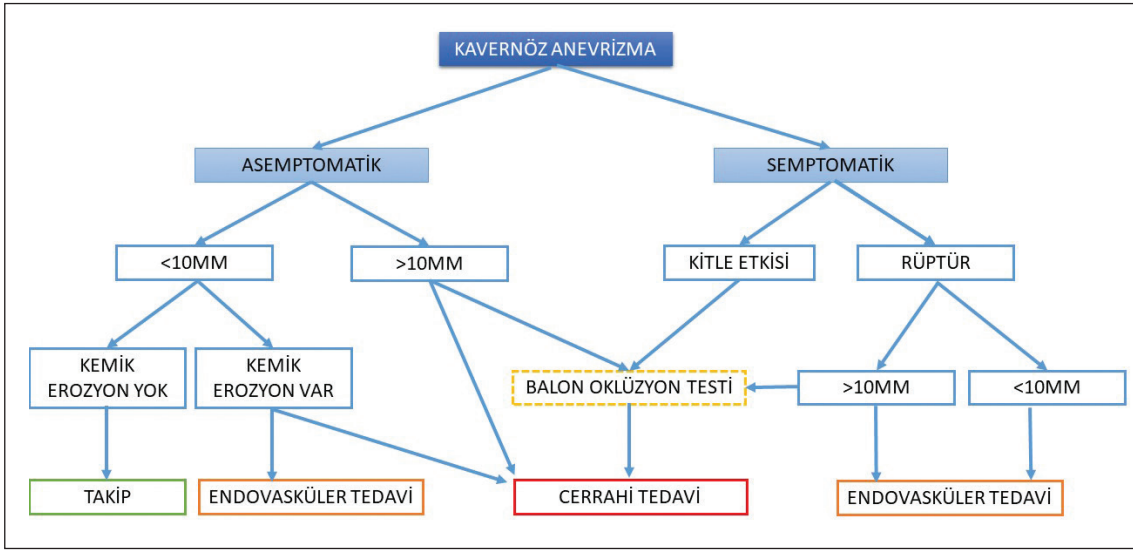 KAVERNÖZ ANEVRİZMA
ASEMPTOMATİK
SEMPTOMATİK
<10MM
>10MM
KİTLE ETKİSİ
RÜPTÜR
KEMİK
EROZYON YOK
KEMİK
EROZYON VAR
BALON OKLÜZYON TESTİ
>10MM
<10MM
TAKİP
ENDOVASKÜLER TEDAVİ
CERRAHİ TEDAVİ
ENDOVASKÜLER TEDAVİ